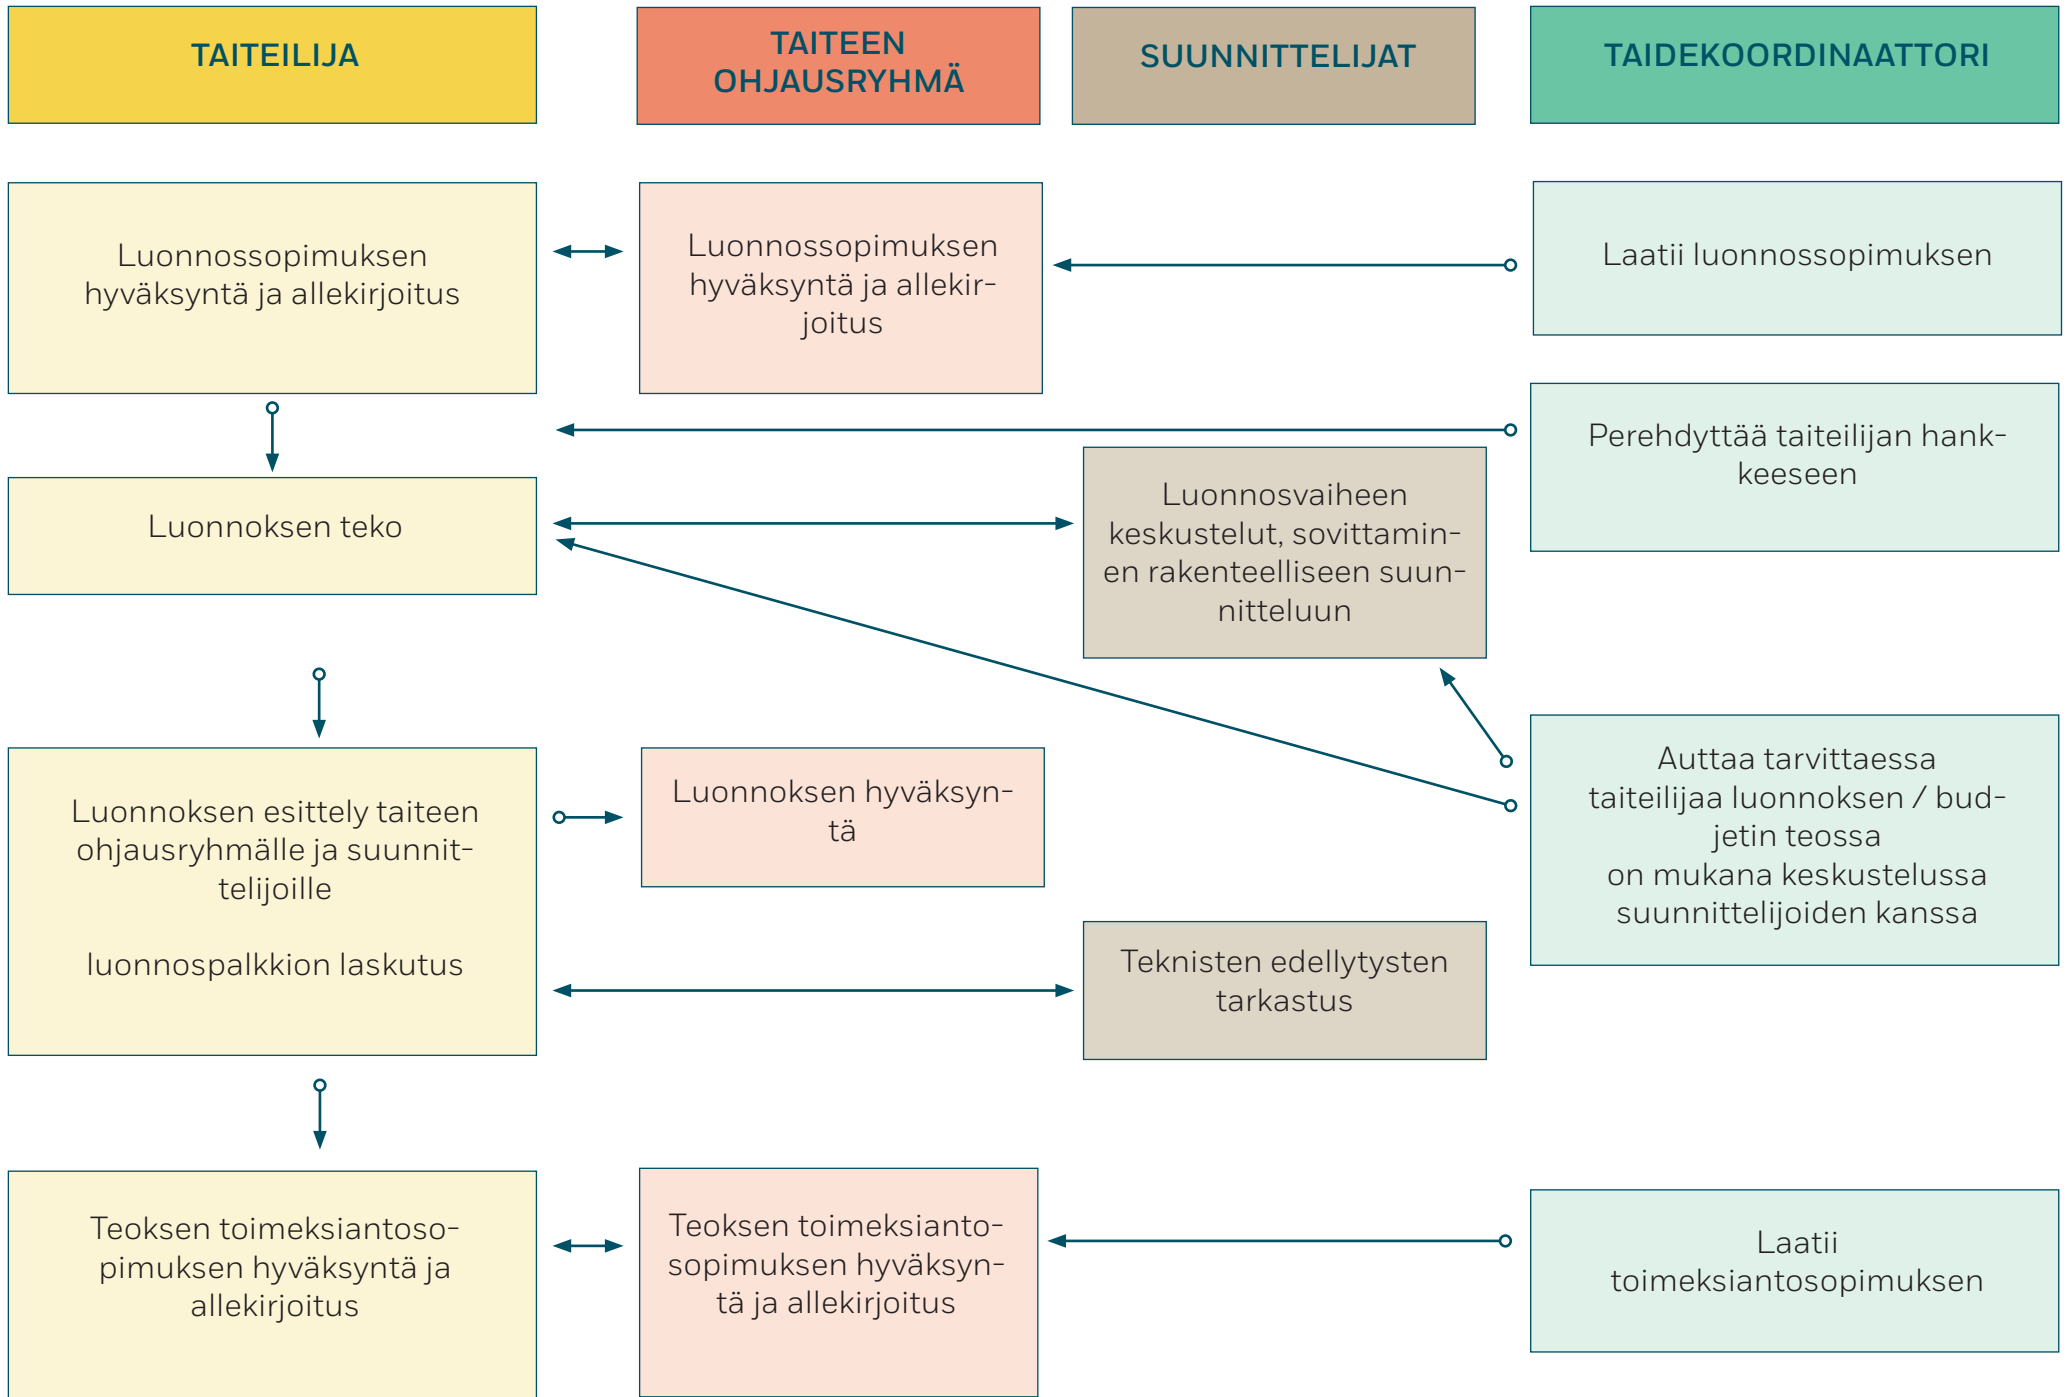 TAITEILIJA
TAITEEN
OHJAUSRYHMÄ
SUUNNITTELIJAT
TAIDEKOORDINAATTORI
Luonnossopimuksen
hyväksyntä ja allekirjoitus
Luonnossopimuksen
hyväksyntä ja allekir-
joitus
Laatii luonnossopimuksen
Perehdyttää taiteilijan hank-
keeseen
Luonnoksen teko
Luonnosvaiheen
keskustelut, sovittamin-
en rakenteelliseen suun-
nitteluun
Auttaa tarvittaessa
taiteilijaa luonnoksen / bud-
jetin teossa
on mukana keskustelussa
suunnittelijoiden kanssa
Luonnoksen esittely taiteen
ohjausryhmälle ja suunnit-
telijoille
luonnospalkkion laskutus
Luonnoksen hyväksyn-
tä
Teknisten edellytysten
tarkastus
Teoksen toimeksiantoso-
pimuksen hyväksyntä ja
allekirjoitus
Teoksen toimeksianto-
sopimuksen hyväksyn-
tä ja allekirjoitus
Laatii
toimeksiantosopimuksen